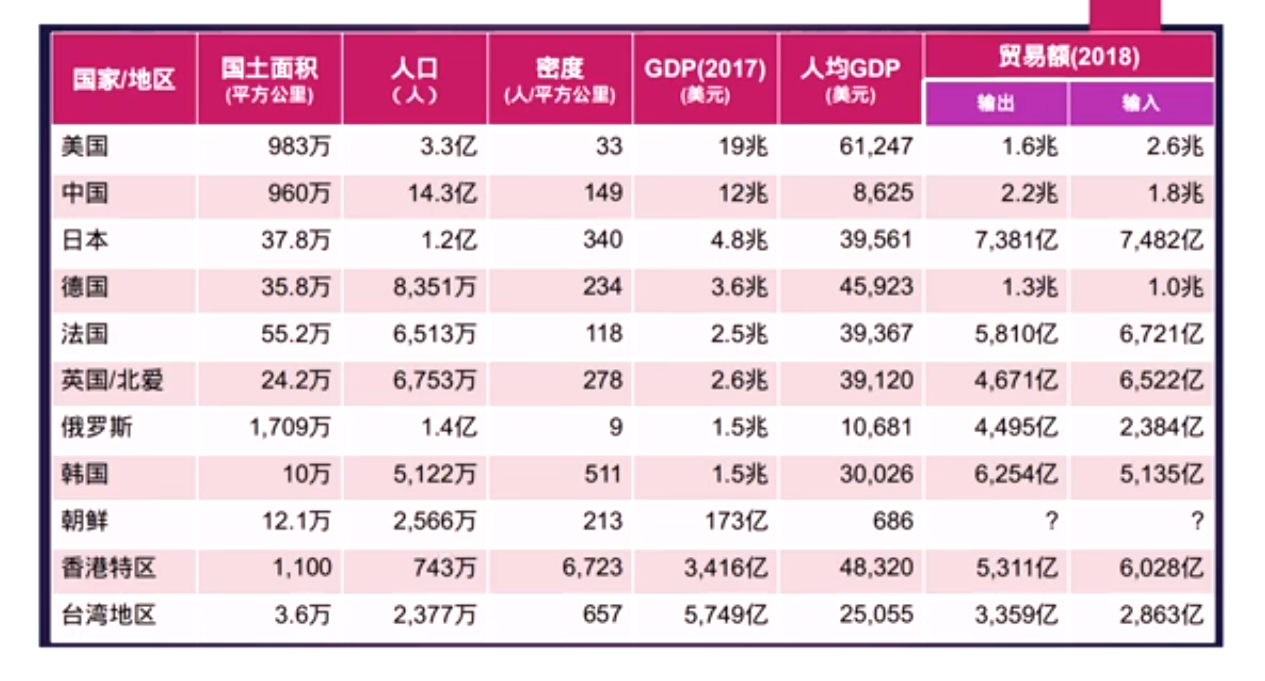 国家/地区 国土面积 人口 密度 GDP(2017) 人均GDP 贸易额(2018)
(平方公里) （人） (人/平方公里) (美元) (美元) 输出 输入
美国 983万 3.3亿 33 19兆 61,247 1.6兆 2.6兆
中国 960万 14.3亿 149 12兆 8,625 2.2兆 1.8兆
日本 37.8万 1.2亿 340 4.8兆 39,561 7,381亿 7,482亿
德国 35.8万 8,351万 234 3.6兆 45,923 1.3兆 1.0兆
法国 55.2万 6,513万 118 2.5兆 39,367 5,810亿 6,721亿
英国/北爱 24.2万 6,753万 278 2.6兆 39,120 4,671亿 6,522亿
俄罗斯 1,709万 1.4亿 9 1.5兆 10,681 4,495亿 2,384亿
韩国 10万 5,122万 511 1.5兆 30,026 6,254亿 5,135亿
朝鲜 12.1万 2,566万 213 173亿 686 ? ?
香港特区 1,100 743万 6,723 3,416亿 48,320 5,311亿 6,028亿
台湾地区 3.6万 2,377万 657 5,749亿 25,055 3,359亿 2,863亿